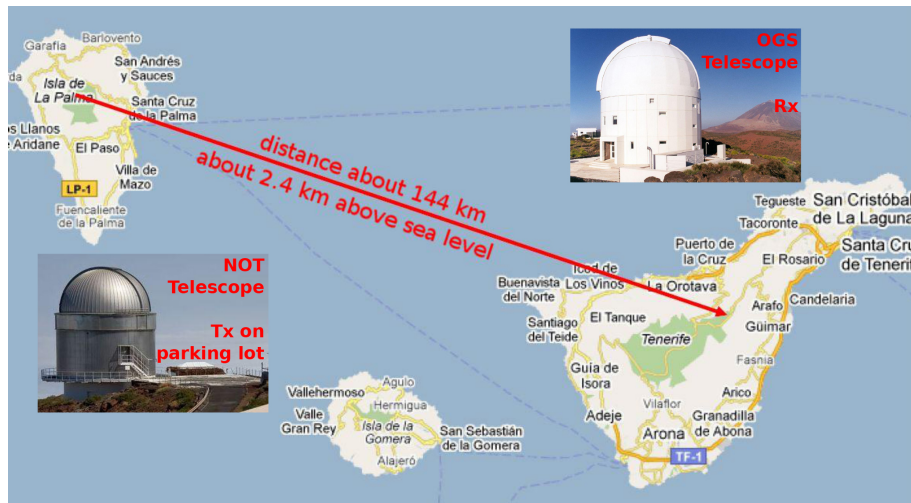 Garafía
Barlovento
San Andrés
y Sauces
Isla de
La Palma
Santa Cruz
de la Palma
os Llanos
e Aridane
El Paso
Villa de
Mazo
LP-1
Fuencaliente
de la Palma
distance about 144 km
about 2.4 km above sea level
OGS
Telescope
Rx
NOT
Telescope
Tx on
parking lot
Tegueste
San Cristóbal
de La Laguna
Tacoronte
Puerto de
la Cruz
El Rosario
Santa Cru
de Tenerif
Icod de
Los Vinos
Buenavista
del Norte
La Orotava
Candelaria
Arafo
Güimar
El Tanque
Santiago
del Teide
Tenerife
Fasnia
Guía de
Isora
Arico
Vilaflor
Granadilla
de Abona
Adeje
Arona
TF-1
Vallehermoso
Agulo
Hermigua
Valle
Gran Rey
Isla de la
Gomera
San Sebastián
de la Gomera
Alajeró